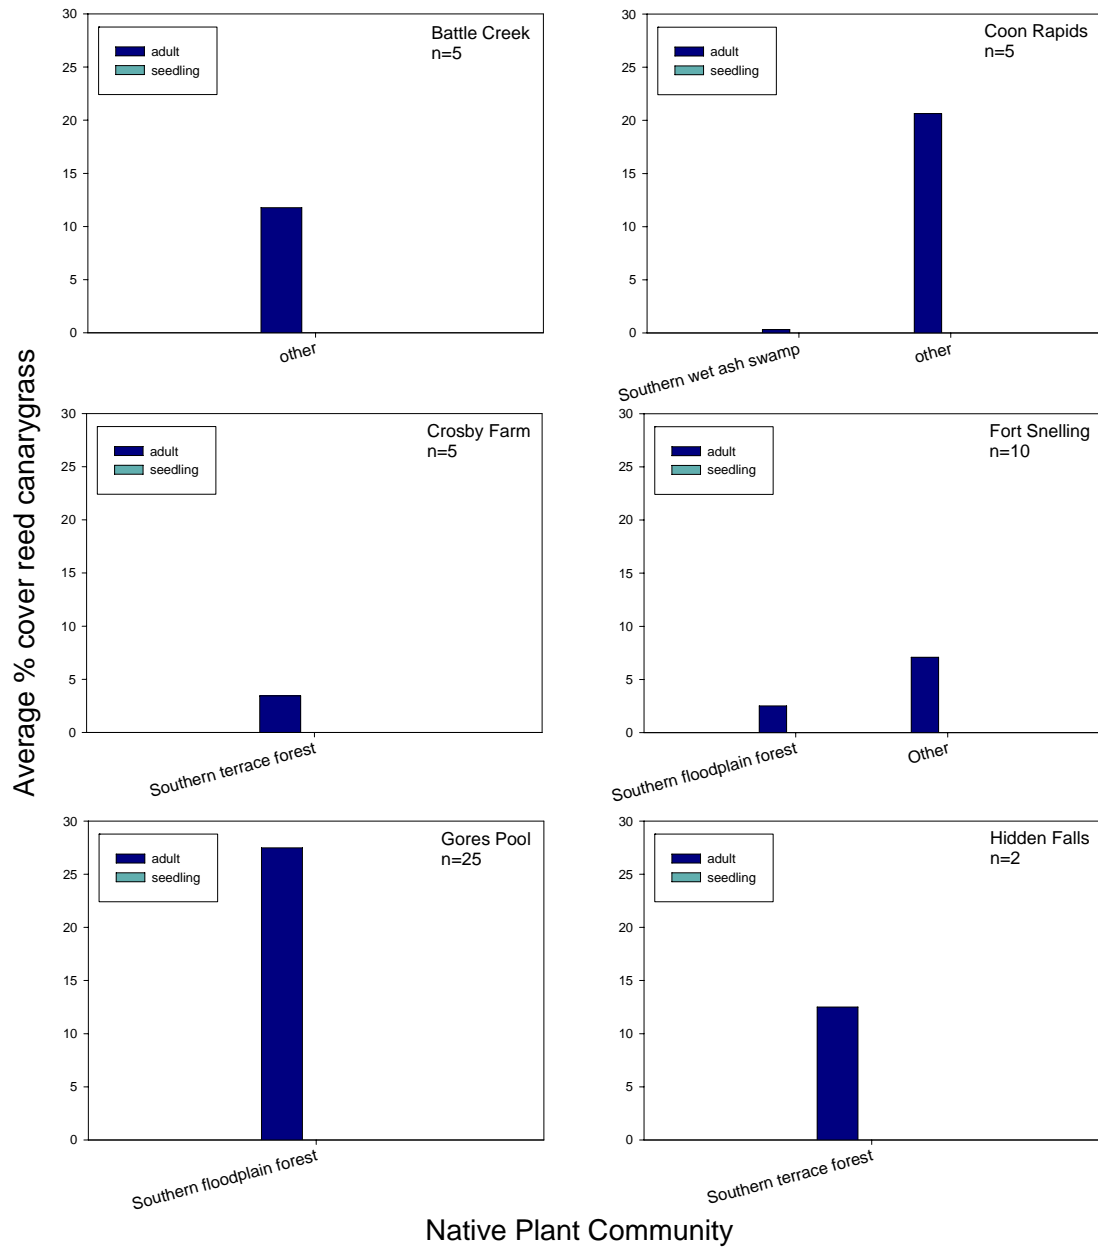 Average % cover reed canarygrass
30
25
20
15
10
5
0
adult
seedling
Battle Creek
n=5
other
30
25
20
15
10
5
0
adult
seedling
Coon Rapids
n=5
Southern wet ash swamp
other
30
25
20
15
10
5
0
adult
seedling
Crosby Farm
n=5
Southern terrace forest
30
25
20
15
10
5
0
adult
seedling
Fort Snelling
n=10
Southern floodplain forest
Other
30
25
20
15
10
5
0
adult
seedling
Gores Pool
n=25
Southern floodplain forest
30
25
20
15
10
5
0
adult
seedling
Hidden Falls
n=2
Southern terrace forest
Native Plant Community